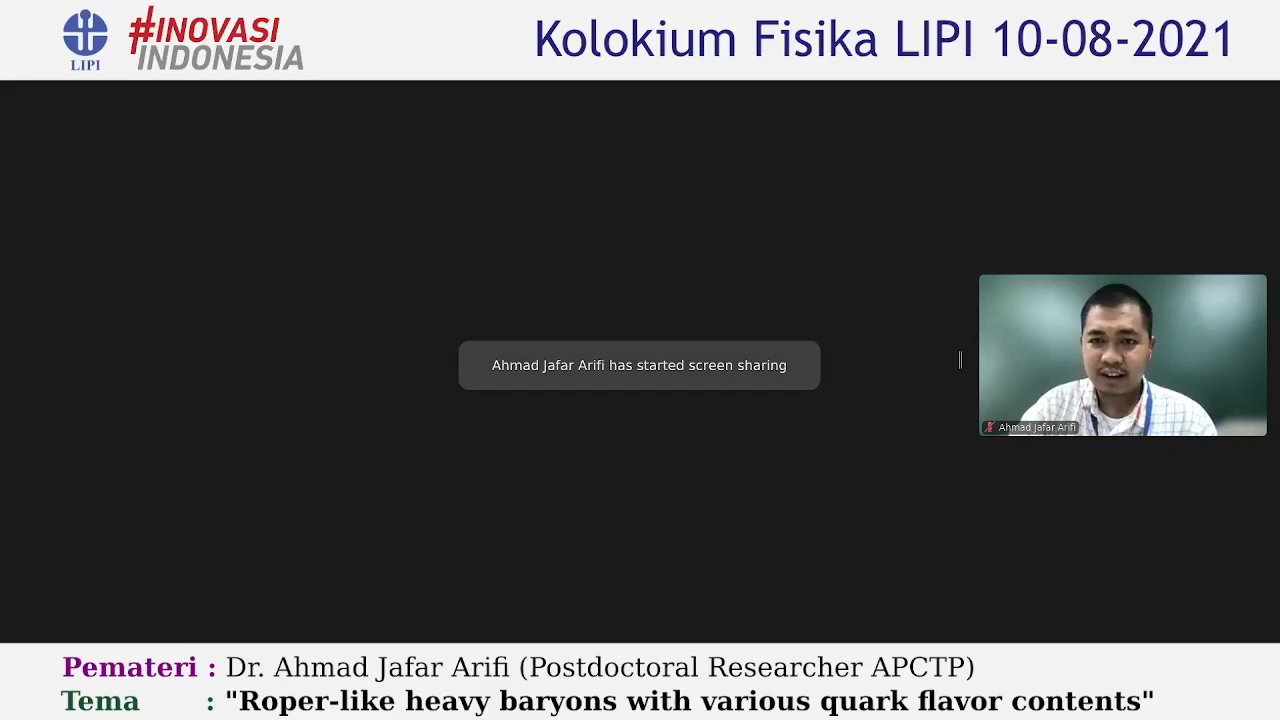 LIPI
#INOVASI
INDONESIA
Kolokium Fisika LIPI 10-08-2021
Ahmad Jafar Arifi has started screen sharing
Ahmad Jafar Arifi
Pemateri : Dr. Ahmad Jafar Arifi (Postdoctoral Researcher APCTP)
Tema : "Roper-like heavy baryons with various quark flavor contents"